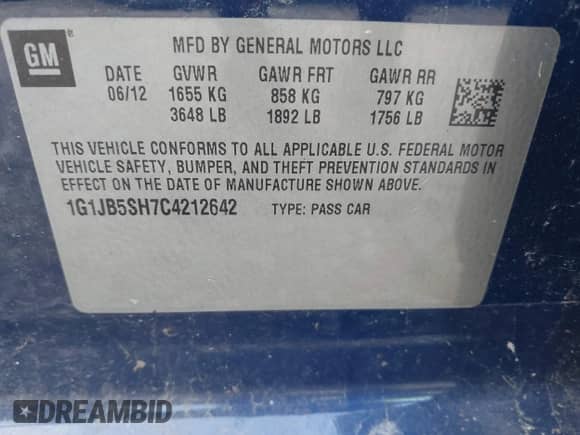 GM
MFD BY GENERAL MOTORS LLC
DATE GVWR GAWR FRT GAWR RR
06/12 1655 KG 858 KG 797 KG
3648 LB 1892 LB 1756 LB
THIS VEHICLE CONFORMS TO ALL APPLICABLE U.S. FEDERAL MOTOR
VEHICLE SAFETY, BUMPER, AND THEFT PREVENTION STANDARDS IN
EFFECT ON THE DATE OF MANUFACTURE SHOWN ABOVE.
1G1JB5SH7C4212642 TYPE: PASS CAR
DREAMBID